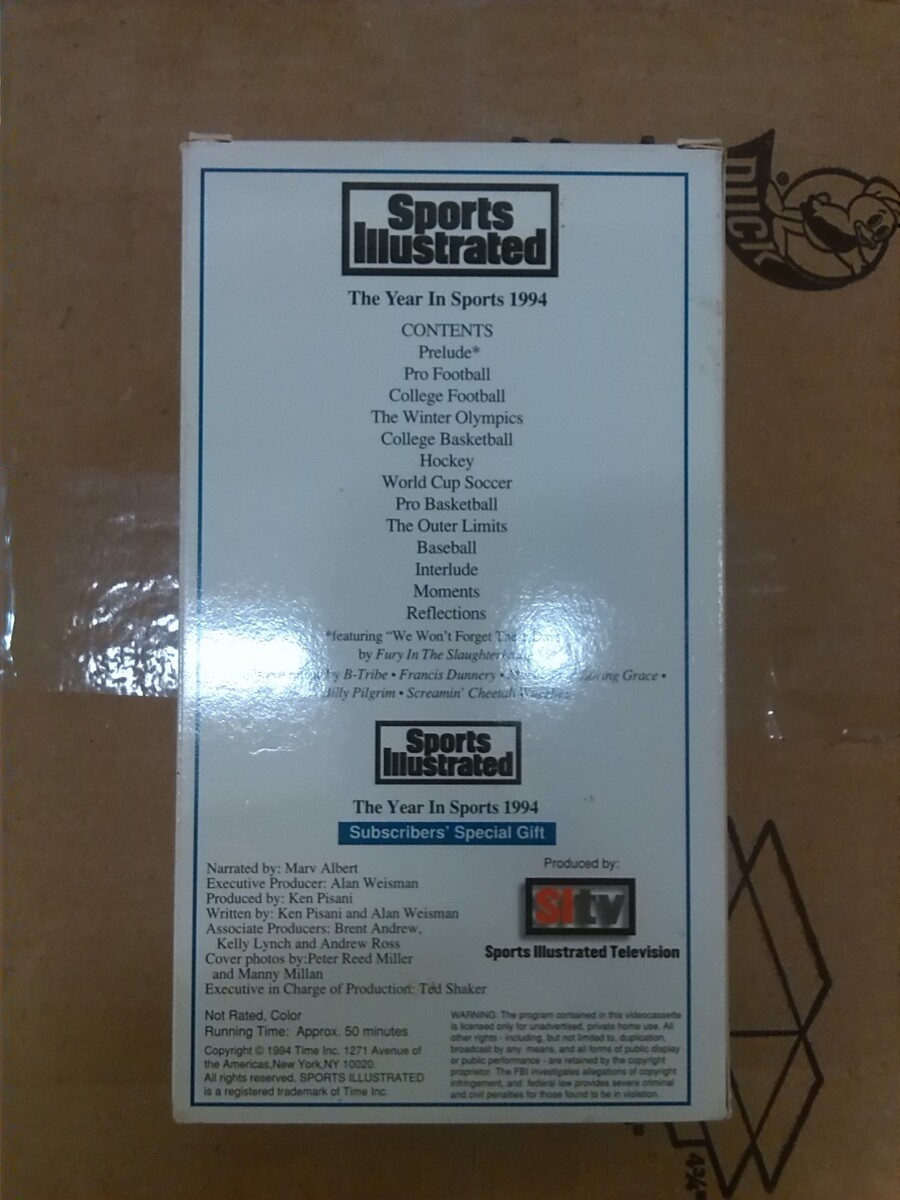 Sports
Illustrated
The Year In Sports 1994
CONTENTS
Prelude*
Pro Football
College Football
The Winter Olympics
College Basketball
Hockey
World Cup Soccer
Pro Basketball
The Outer Limits
Baseball
Interlude
Moments
Reflections
*featuring “We Won’t Forget
by Fury In The Slaughter
by B-Tribe • Francis Dunnery • Grace •
Billy Pilgrim • Screamin’ Cheetah
Sports
Illustrated
The Year In Sports 1994
Subscribers’ Special Gift
Narrated by: Marv Albert
Executive Producer: Alan Weisman
Produced by: Ken Pisani
Written by: Ken Pisani and Alan Weisman
Associate Producers: Brent Andrew,
Kelly Lynch and Andrew Ross
Cover photos by:Peter Reed Miller
and Manny Millan
Executive in Charge of Production: Ted Shaker
Produced by:
SItv
Sports Illustrated Television
Not Rated, Color
Running Time: Approx. 50 minutes
Copyright © 1994 Time Inc. 1271 Avenue of
the Americas,New York,NY 10020.
All rights reserved. SPORTS ILLUSTRATED
is a registered trademark of Time Inc.
WARNING: The program contained in this videocassette
is licensed only for unadvertised, private home use. All
other rights - including, but not limited to, duplication,
broadcast by any means, and all forms of public display
or public performance - are retained by the copyright
proprietor. The FBI investigates allegations of copyright
infringement, and federal law provides severe criminal
and civil penalties for those found to be in violation.
DUCK
4¾"